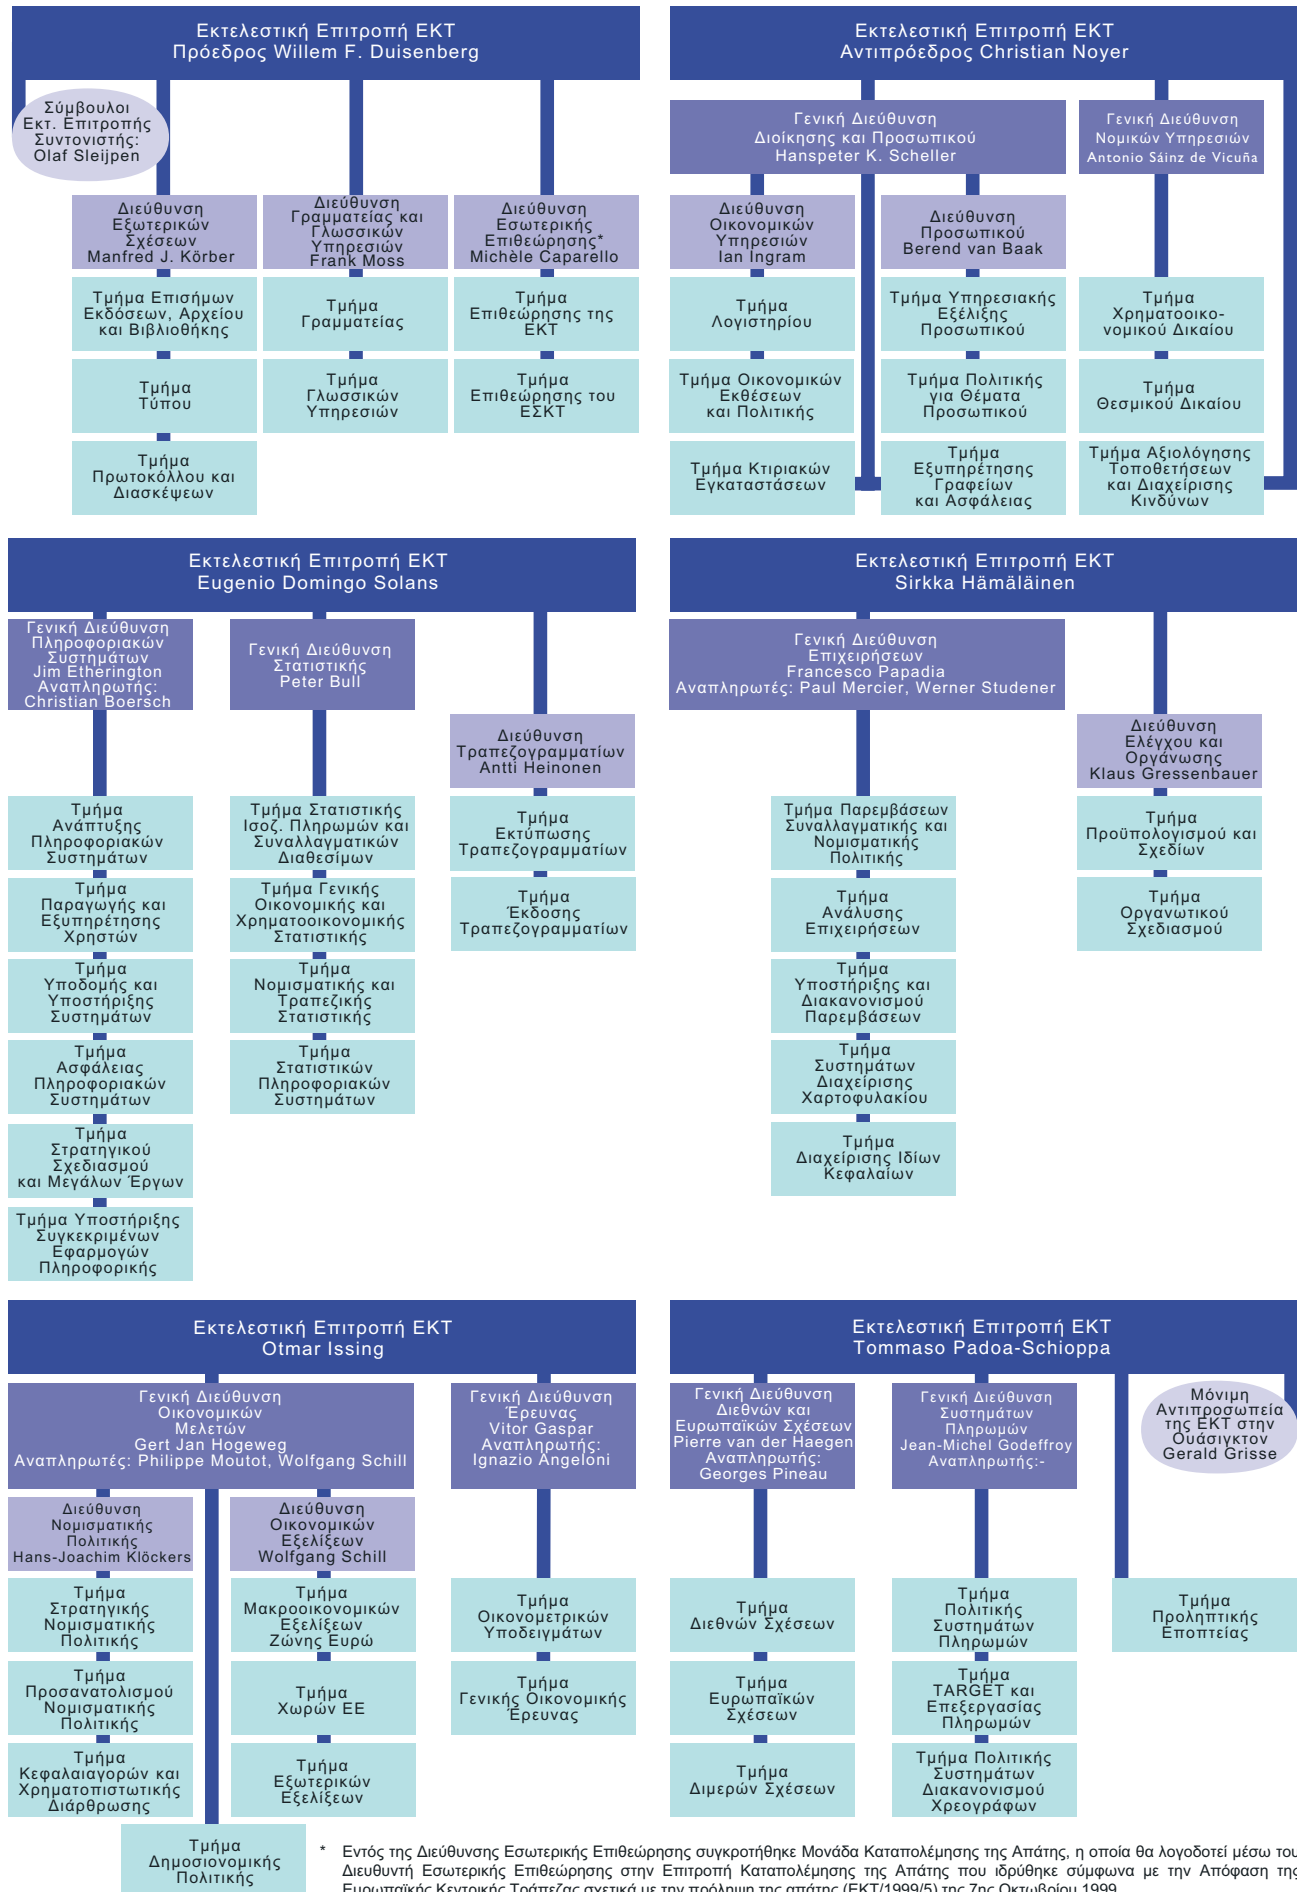 Εκτελεστική Επιτροπή ΕΚΤ
Πρόεδρος Willem F. Duisenberg
Σύμβουλοι
Εκτ. Επιτροπής
Συντονιστής:
Olaf Sleijpen
Διεύθυνση
Εξωτερικών
Σχέσεων
Manfred J. Körber
Τμήμα Επισήμων
Εκδόσεων, Αρχείου
και Βιβλιοθήκης
Τμήμα
Τύπου
Τμήμα
Πρωτοκόλλου και
Διασκέψεων
Διεύθυνση
Γραμματείας και
Γλωσσικών
Υπηρεσιών
Frank Moss
Τμήμα
Γραμματείας
Τμήμα
Γλωσσικών
Υπηρεσιών
Διεύθυνση
Εσωτερικής
Επιθεώρησης*
Michèle Caparello
Τμήμα
Επιθεώρησης της
ΕΚΤ
Τμήμα
Επιθεώρησης του
ΕΣΚΤ
Εκτελεστική Επιτροπή ΕΚΤ
Αντιπρόεδρος Christian Noyer
Γενική Διεύθυνση
Διοίκησης και Προσωπικού
Hanspeter K. Scheller
Διεύθυνση
Οικονομικών
Υπηρεσιών
Ian Ingram
Τμήμα
Λογιστηρίου
Τμήμα Οικονομικών
Εκθέσεων
και Πολιτικής
Τμήμα Κτιριακών
Εγκαταστάσεων
Διεύθυνση
Προσωπικού
Berend van Baak
Τμήμα Υπηρεσιακής
Εξέλιξης
Προσωπικού
Τμήμα Πολιτικής
για Θέματα
Προσωπικού
Τμήμα
Εξυπηρέτησης
Γραφείων
και Ασφάλειας
Γενική Διεύθυνση
Νομικών Υπηρεσιών
Antonio Sáinz de Vicuña
Τμήμα
Χρηματοοικο-
νομικού Δικαίου
Τμήμα
Θεσμικού Δικαίου
Τμήμα Αξιολόγησης
Τοποθετήσεων
και Διαχείρισης
Κινδύνων
Εκτελεστική Επιτροπή ΕΚΤ
Eugenio Domingo Solans
Γενική Διεύθυνση
Πληροφοριακών
Συστημάτων
Jim Etherington
Αναπληρωτής:
Christian Boersch
Τμήμα
Ανάπτυξης
Πληροφοριακών
Συστημάτων
Τμήμα
Παραγωγής και
Εξυπηρέτησης
Χρηστών
Τμήμα
Υποδομής και
Υποστήριξης
Συστημάτων
Τμήμα
Ασφάλειας
Πληροφοριακών
Συστημάτων
Τμήμα
Στρατηγικού
Σχεδιασμού
και Μεγάλων Έργων
Τμήμα Υποστήριξης
Συγκεκριμένων
Εφαρμογών
Πληροφορικής
Γενική Διεύθυνση
Στατιστικής
Peter Bull
Τμήμα Στατιστικής
Ισοζ. Πληρωμών και
Συναλλαγματικών
Διαθεσίμων
Τμήμα Γενικής
Οικονομικής και
Χρηματοοικονομικής
Στατιστικής
Τμήμα
Νομισματικής και
Τραπεζικής
Στατιστικής
Τμήμα
Στατιστικών
Πληροφοριακών
Συστημάτων
Διεύθυνση
Τραπεζογραμματίων
Antti Heinonen
Τμήμα
Εκτύπωσης
Τραπεζογραμματίων
Τμήμα
Έκδοσης
Τραπεζογραμματίων
Εκτελεστική Επιτροπή ΕΚΤ
Sirkka Hämäläinen
Γενική Διεύθυνση
Επιχειρήσεων
Francesco Papadia
Αναπληρωτές: Paul Mercier, Werner Studener
Τμήμα Παρεμβάσεων
Συναλλαγματικής και
Νομισματικής
Πολιτικής
Τμήμα
Ανάλυσης
Επιχειρήσεων
Τμήμα
Υποστήριξης και
Διακανονισμού
Παρεμβάσεων
Τμήμα
Συστημάτων
Διαχείρισης
Χαρτοφυλακίου
Τμήμα
Διαχείρισης Ιδίων
Κεφαλαίων
Διεύθυνση
Ελέγχου και
Οργάνωσης
Klaus Gressenbauer
Τμήμα
Προϋπολογισμού και
Σχεδίων
Τμήμα
Οργανωτικού
Σχεδιασμού
Εκτελεστική Επιτροπή ΕΚΤ
Otmar Issing
Γενική Διεύθυνση
Οικονομικών
Μελετών
Gert Jan Hogeweg
Αναπληρωτές: Philippe Moutot, Wolfgang Schill
Διεύθυνση
Νομισματικής
Πολιτικής
Hans-Joachim Klöckers
Τμήμα
Στρατηγικής
Νομισματικής
Πολιτικής
Τμήμα
Προσανατολισμού
Νομισματικής
Πολιτικής
Τμήμα
Κεφαλαιαγορών και
Χρηματοπιστωτικής
Διάρθρωσης
Διεύθυνση
Οικονομικών
Εξελίξεων
Wolfgang Schill
Τμήμα
Μακροοικονομικών
Εξελίξεων
Ζώνης Ευρώ
Τμήμα
Χωρών ΕΕ
Τμήμα
Εξωτερικών
Εξελίξεων
Τμήμα
Δημοσιονομικής
Πολιτικής
Γενική Διεύθυνση
Έρευνας
Vitor Gaspar
Αναπληρωτής:
Ignazio Angeloni
Τμήμα
Οικονομετρικών
Υποδειγμάτων
Τμήμα
Γενικής Οικονομικής
Έρευνας
Εκτελεστική Επιτροπή ΕΚΤ
Tommaso Padoa-Schioppa
Γενική Διεύθυνση
Διεθνών και
Ευρωπαϊκών Σχέσεων
Pierre van der Haegen
Αναπληρωτής:
Georges Pineau
Τμήμα
Διεθνών Σχέσεων
Τμήμα
Ευρωπαϊκών
Σχέσεων
Τμήμα
Διμερών Σχέσεων
Γενική Διεύθυνση
Συστημάτων
Πληρωμών
Jean-Michel Godeffroy
Αναπληρωτής:-
Τμήμα
Πολιτικής
Συστημάτων
Πληρωμών
Τμήμα
TARGET και
Επεξεργασίας
Πληρωμών
Τμήμα Πολιτικής
Συστημάτων
Διακανονισμού
Χρεογράφων
Μόνιμη
Αντιπροσωπεία
της ΕΚΤ στην
Ουάσιγκτον
Gerald Grisse
Τμήμα
Προληπτικής
Εποπτείας
* Εντός της Διεύθυνσης Εσωτερικής Επιθεώρησης συγκροτήθηκε Μονάδα Καταπολέμησης της Απάτης, η οποία θα λογοδοτεί μέσω του
Διευθυντή Εσωτερικής Επιθεώρησης στην Επιτροπή Καταπολέμησης της Απάτης που ιδρύθηκε σύμφωνα με την Απόφαση της
Ευρωπαϊκής Κεντρικής Τράπεζας σχετικά με την πρόληψη της απάτης (ΕΚΤ/1999/5) της 7ης Οκτωβρίου 1999.